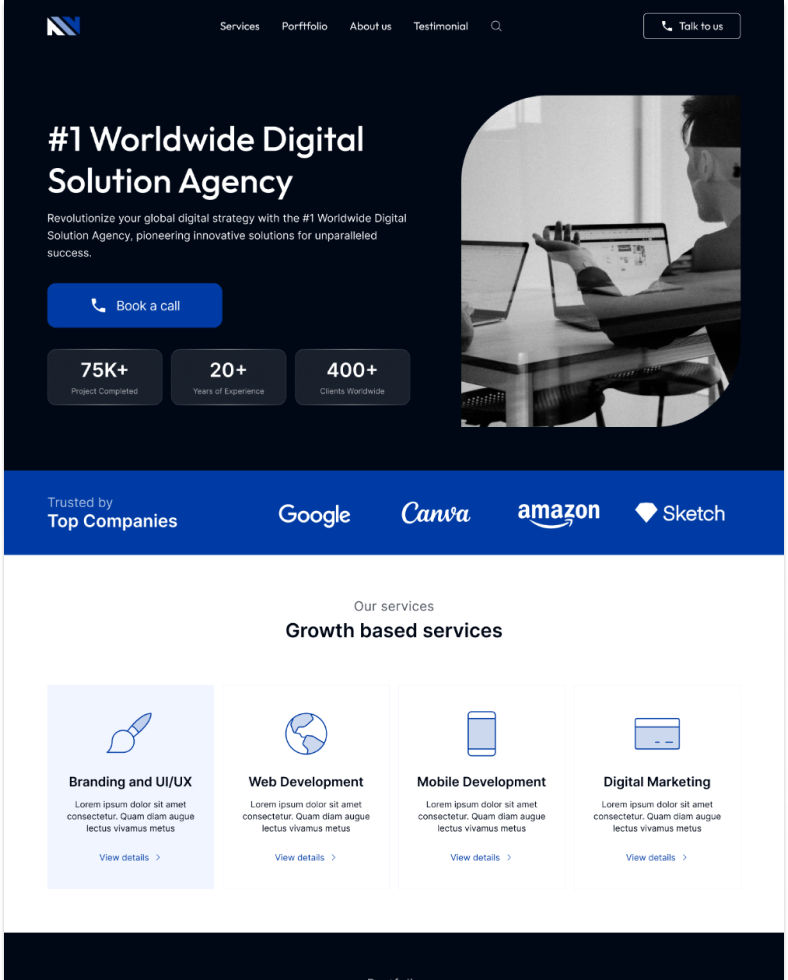 Services
Porftfolio
About us
Testimonial
Talk to us
#1 Worldwide Digital
Solution Agency
Revolutionize your global digital strategy with the #1 Worldwide Digital
Solution Agency, pioneering innovative solutions for unparalleled
success.
Book a call
75K+
Project Completed
20+
Years of Experience
400+
Clients Worldwide
Trusted by
Top Companies
Google
Canva
amazon
Sketch
Our services
Growth based services
Branding and UI/UX
Lorem ipsum dolor sit amet
consectetur. Quam diam augue
lectus vivamus metus
View details
Web Development
Lorem ipsum dolor sit amet
consectetur. Quam diam augue
lectus vivamus metus
View details
Mobile Development
Lorem ipsum dolor sit amet
consectetur. Quam diam augue
lectus vivamus metus
View details
Digital Marketing
Lorem ipsum dolor sit amet
consectetur. Quam diam augue
lectus vivamus metus
View details